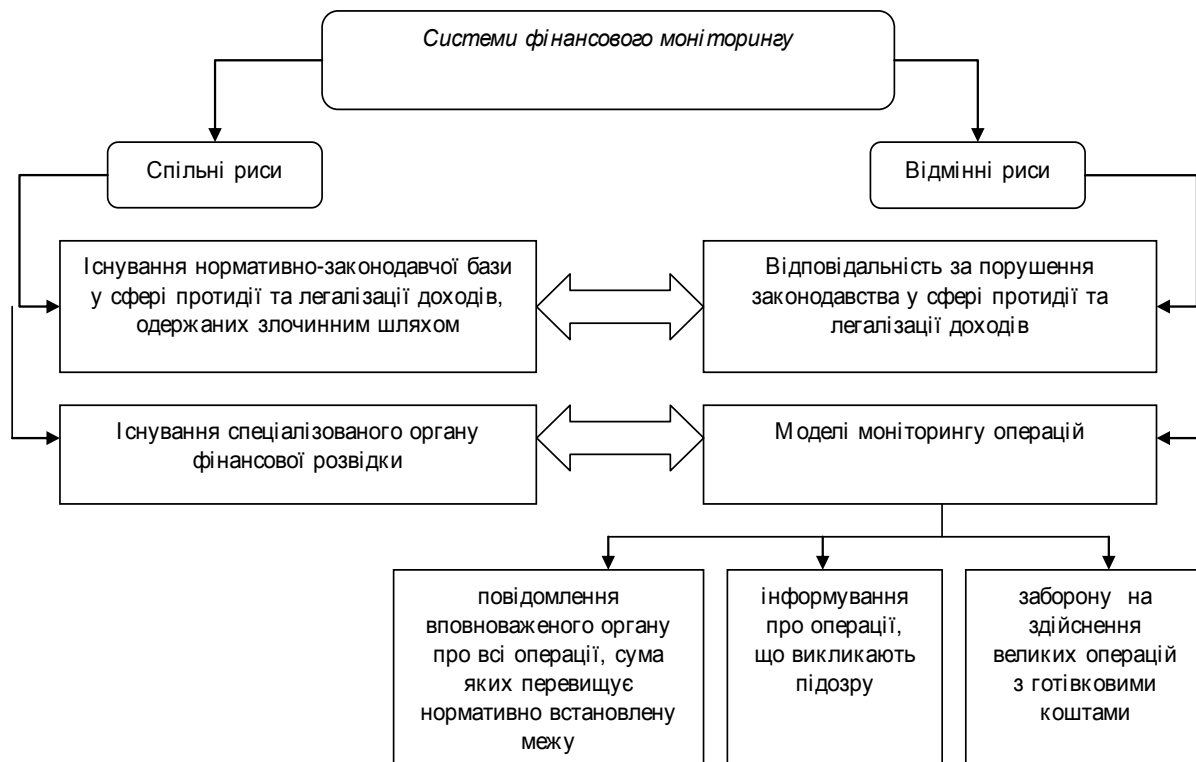 Системи фінансового моніторингу
Спільні риси
Відмінні риси
Існування нормативно-законодавчої бази
у сфері протидії та легалізації доходів,
одержаних злочинним шляхом
Відповідальність за порушення
законодавства у сфері протидії та
легалізації доходів
Існування спеціалізованого органу
фінансової розвідки
Моделі моніторингу операцій
повідомлення
вповноваженого органу
про всі операції, сума
яких перевищує
нормативно встановлену
межу
інформування
про операції,
що викликають
підозру
заборону на
здійснення
великих операцій
з готівковими
коштами